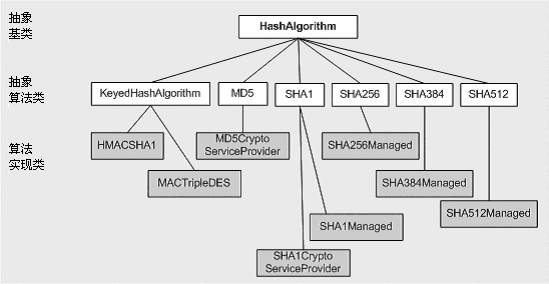 抽象
基类
HashAlgorithm
抽象
算法类
KeyedHashAlgorithm
MD5
SHA1
SHA256
SHA384
SHA512
算法
实现类
HMACSHA1
MD5Crypto
ServiceProvider
SHA256Managed
MACTripleDES
SHA384Managed
SHA1Managed
SHA512Managed
SHA1Crypto
ServiceProvider